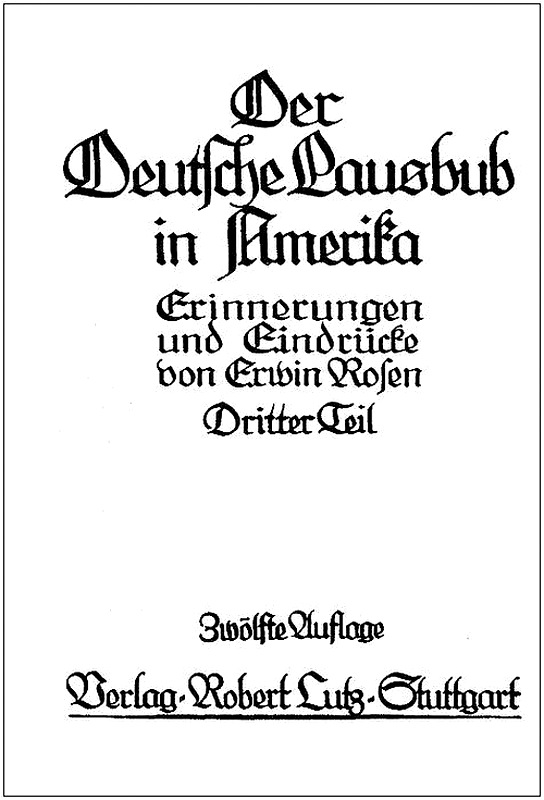 Der
Deutsche Lausbub
in Amerika
Erinnerungen
und Eindrücke
von Erwin Rosen
Dritter Teil
Zwölfte Auflage
Verlag · Robert Lutz · Stuttgart